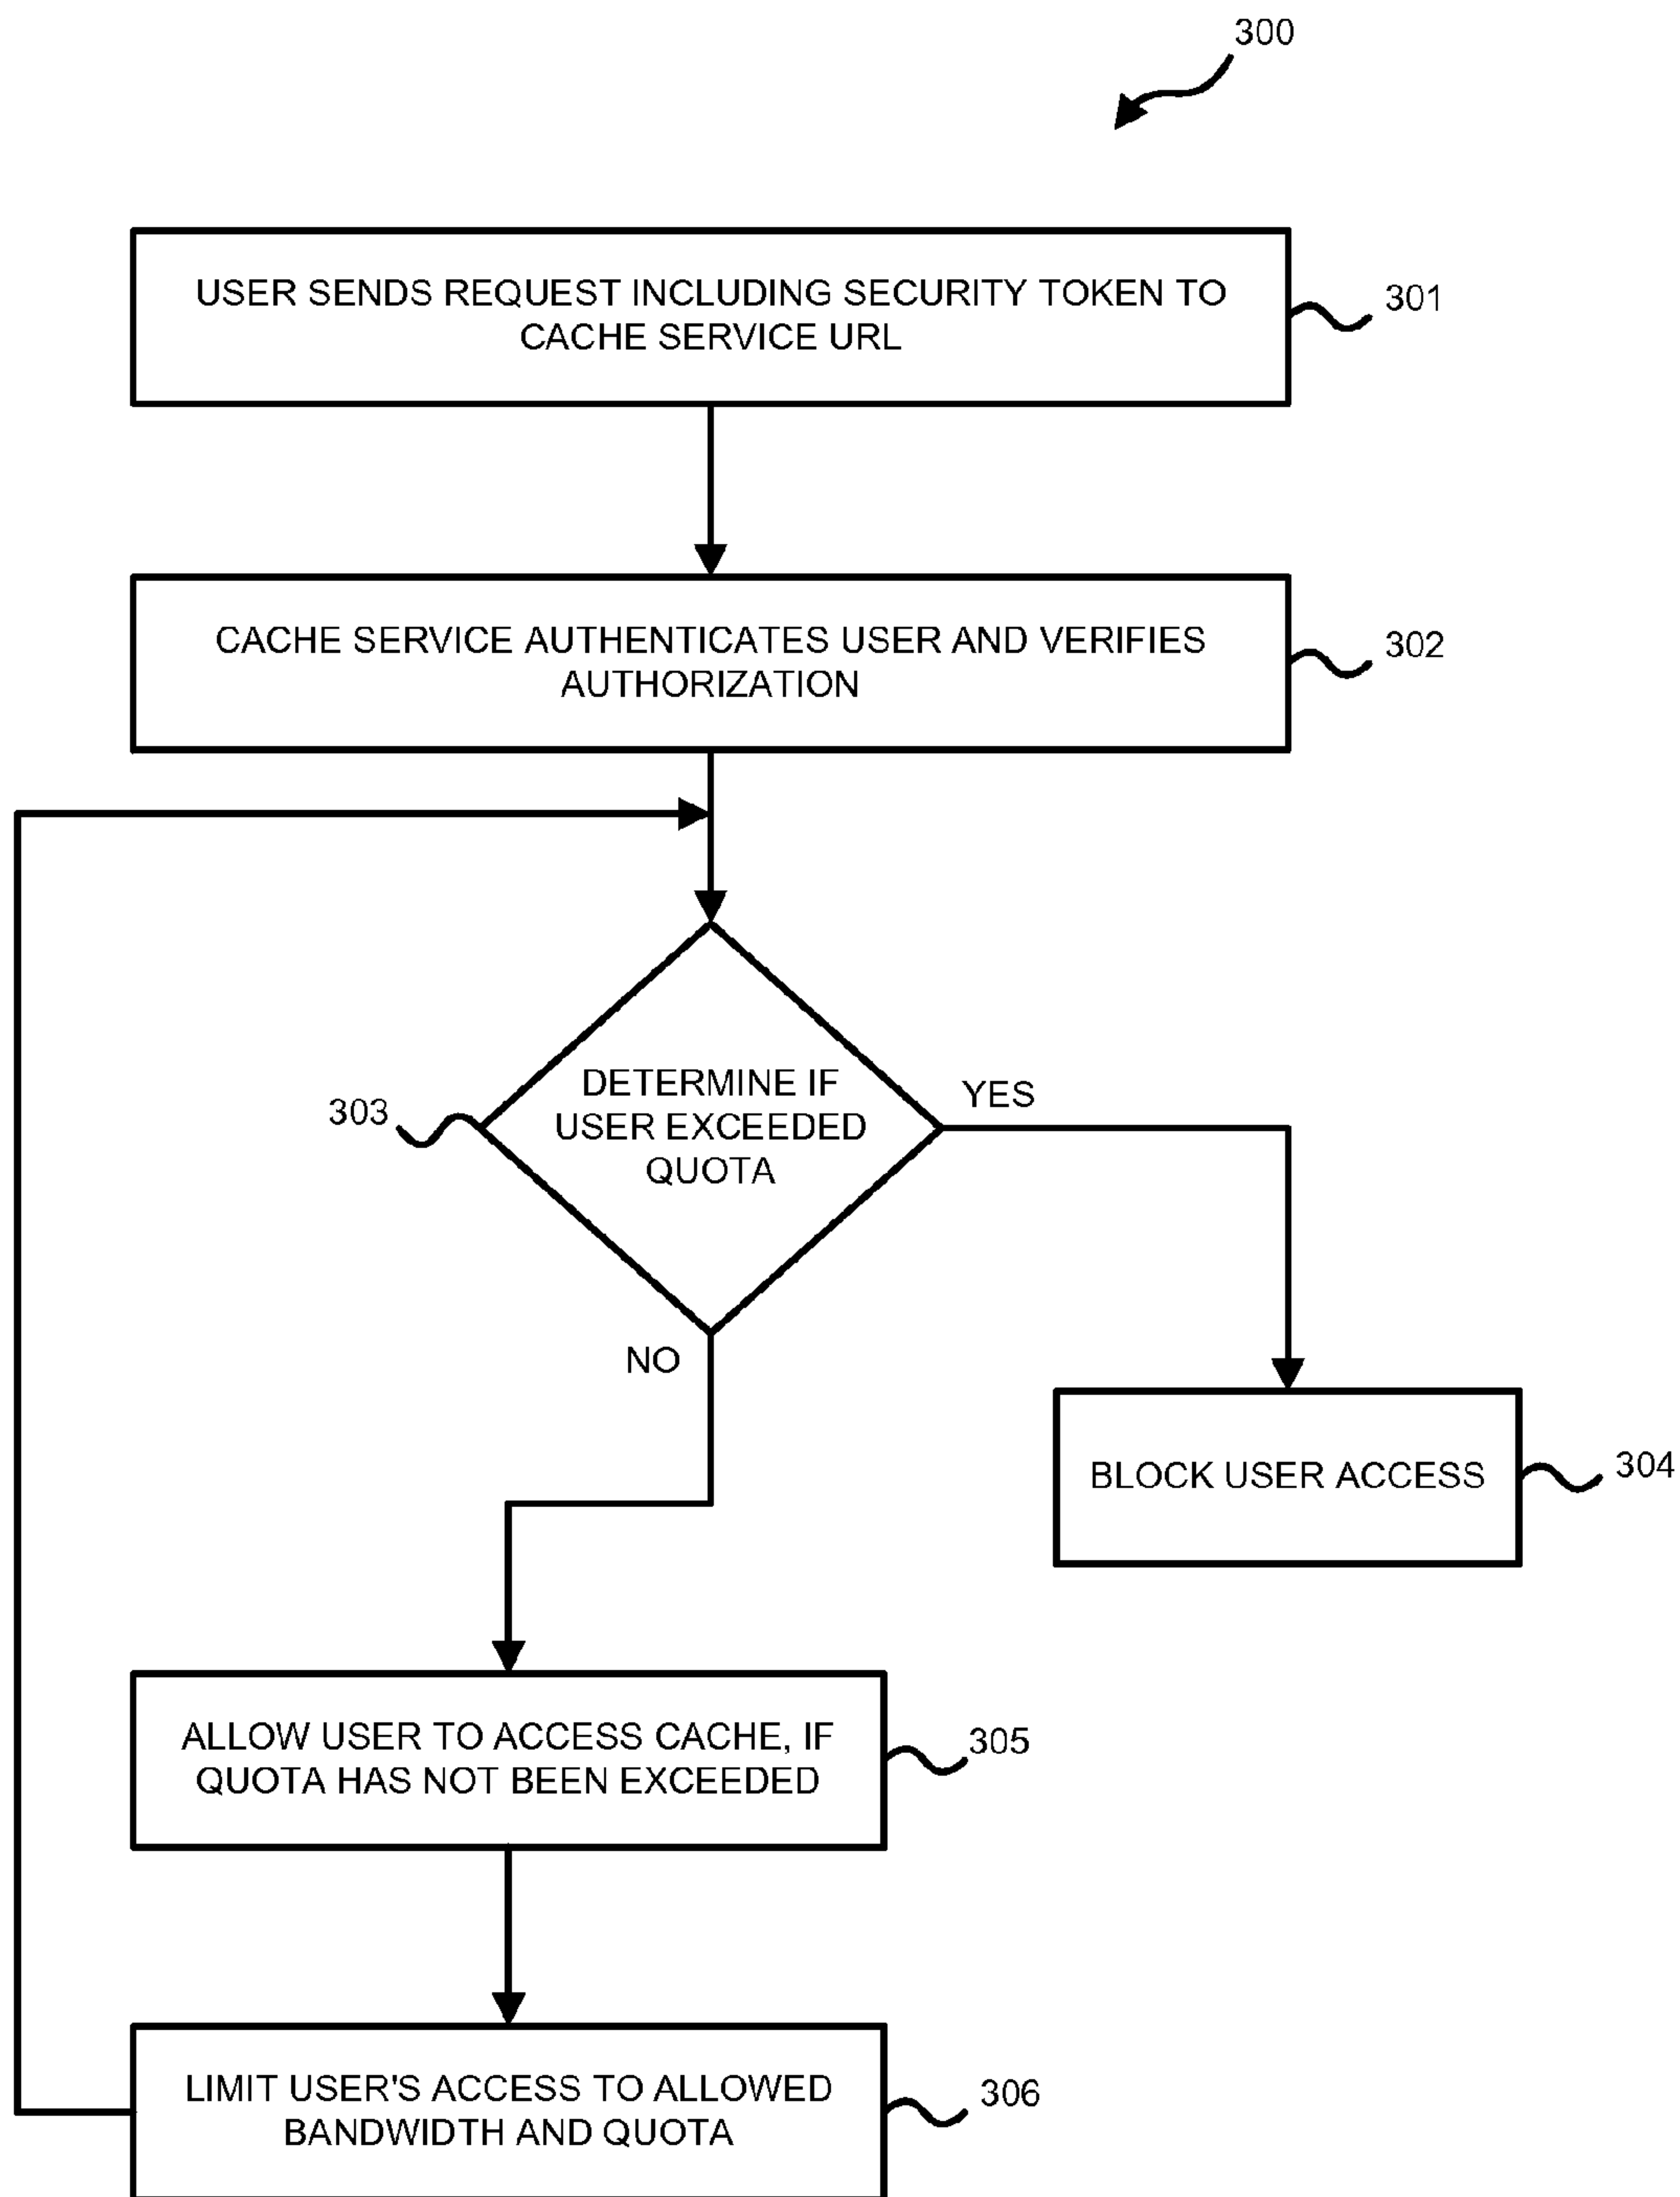 300
USER SENDS REQUEST INCLUDING SECURITY TOKEN TO
CACHE SERVICE URL
301
CACHE SERVICE AUTHENTICATES USER AND VERIFIES
AUTHORIZATION
302
DETERMINE IF
USER EXCEEDED
QUOTA
303
YES
NO
BLOCK USER ACCESS
304
ALLOW USER TO ACCESS CACHE, IF
QUOTA HAS NOT BEEN EXCEEDED
305
LIMIT USER'S ACCESS TO ALLOWED
BANDWIDTH AND QUOTA
306